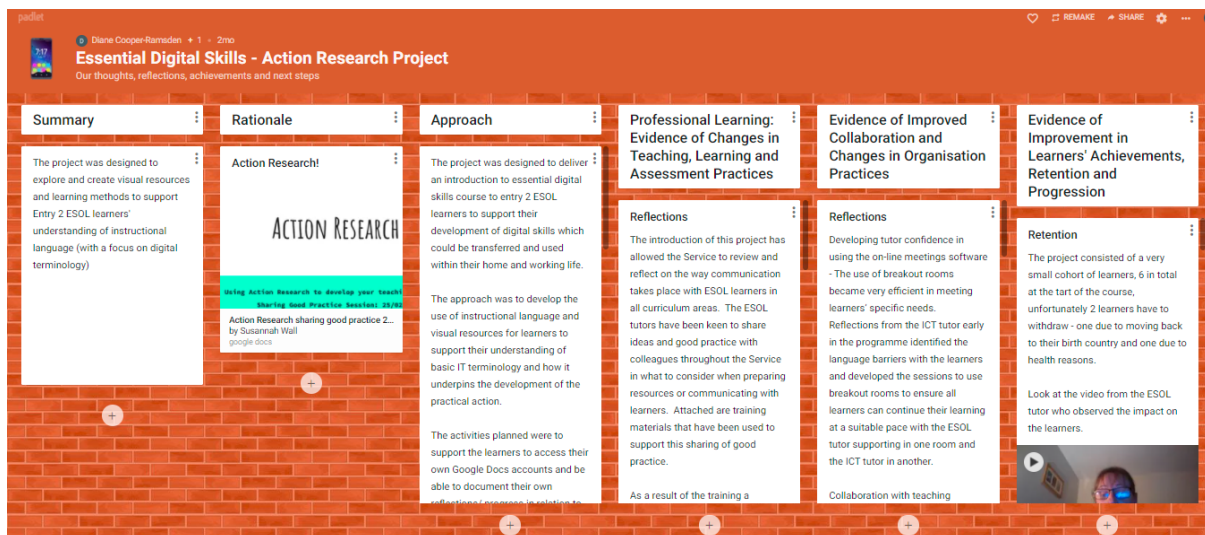 padlet
REMAKE SHARE
Diane Cooper-Ramsden + 1 • 2mo
Essential Digital Skills - Action Research Project
Our thoughts, reflections, achievements and next steps
7:17
Summary
The project was designed to
explore and create visual resources
and learning methods to support
Entry 2 ESOL learners'
understanding of instructional
language (with a focus on digital
terminology)
Rationale
Action Research!
ACTION RESEARCH
Using Action Research to develop your teachi
Sharing Good Practice Session: 25/02
Action Research sharing good practice 2...
by Susannah Wall
google docs
Approach
The project was designed to deliver
an introduction to essential digital
skills course to entry 2 ESOL
learners to support their
development of digital skills which
could be transferred and used
within their home and working life.
The approach was to develop the
use of instructional language and
visual resources for learners to
support their understanding of
basic IT terminology and how it
underpins the development of the
practical action.
The activities planned were to
support the learners to access their
own Google Docs accounts and be
able to document their own
reflections/ progress in relation to
Professional Learning:
Evidence of Changes in
Teaching, Learning and
Assessment Practices
Reflections
The introduction of this project has
allowed the Service to review and
reflect on the way communication
takes place with ESOL learners in
all curriculum areas. The ESOL
tutors have been keen to share
ideas and good practice with
colleagues throughout the Service
in what to consider when preparing
resources or communicating with
learners. Attached are training
materials that have been used to
support this sharing of good
practice.
As a result of the training a
Evidence of Improved
Collaboration and
Changes in Organisation
Practices
Reflections
Developing tutor confidence in
using the on-line meetings software
- The use of breakout rooms
became very efficient in meeting
learners' specific needs.
Reflections from the ICT tutor early
in the programme identified the
language barriers with the learners
and developed the sessions to use
breakout rooms to ensure all
learners can continue their learning
at a suitable pace with the ESOL
tutor supporting in one room and
the ICT tutor in another.
Collaboration with teaching
Evidence of
Improvement in
Learners' Achievements,
Retention and
Progression
Retention
The project consisted of a very
small cohort of learners, 6 in total
at the tart of the course,
unfortunately 2 learners have to
withdraw - one due to moving back
to their birth country and one due to
health reasons.
Look at the video from the ESOL
tutor who observed the impact on
the learners.